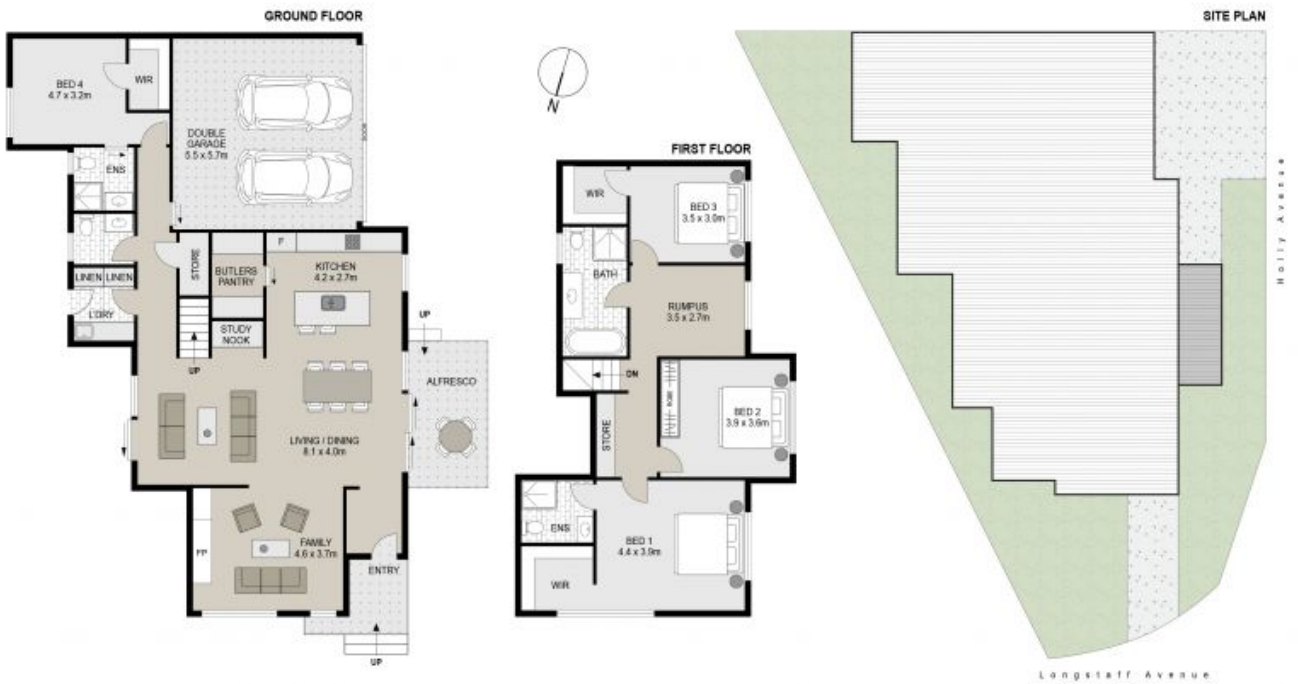 GROUND FLOOR
BED 4
4.7 x 3.2m
WIR
DOUBLE
GARAGE
5.5 x 5.7m
DOOR
ENS
STORE
F
LINEN
LINEN
BUTLERS
PANTRY
KITCHEN
4.2 x 2.7m
L'DRY
STUDY
NOOK
UP
UP
ALFRESCO
LIVING / DINING
8.1 x 4.0m
FP
FAMILY
4.6 x 3.7m
ENTRY
UP
N
FIRST FLOOR
WIR
BED 3
3.5 x 3.0m
BATH
RUMPUS
3.5 x 2.7m
DN
ROBE
BED 2
3.9 x 3.6m
STORE
ENS
BED 1
4.4 x 3.9m
WIR
SITE PLAN
Holly Avenue
Longstaff Avenue